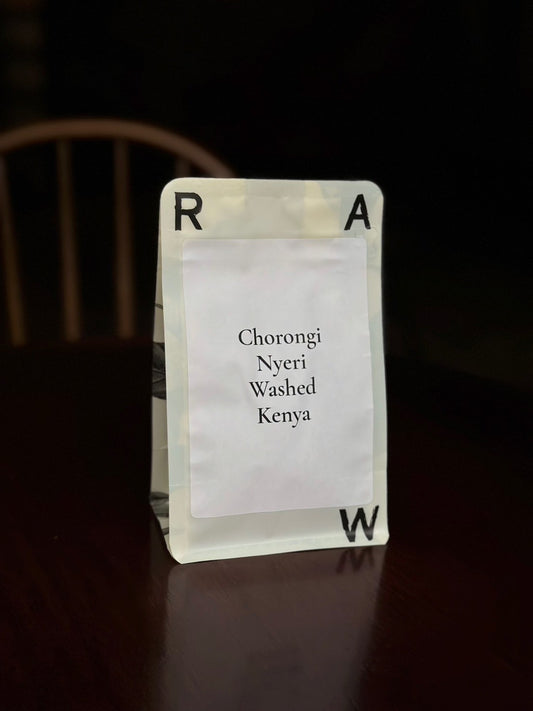 R A
Chorongi
Nyeri
Washed
Kenya
W